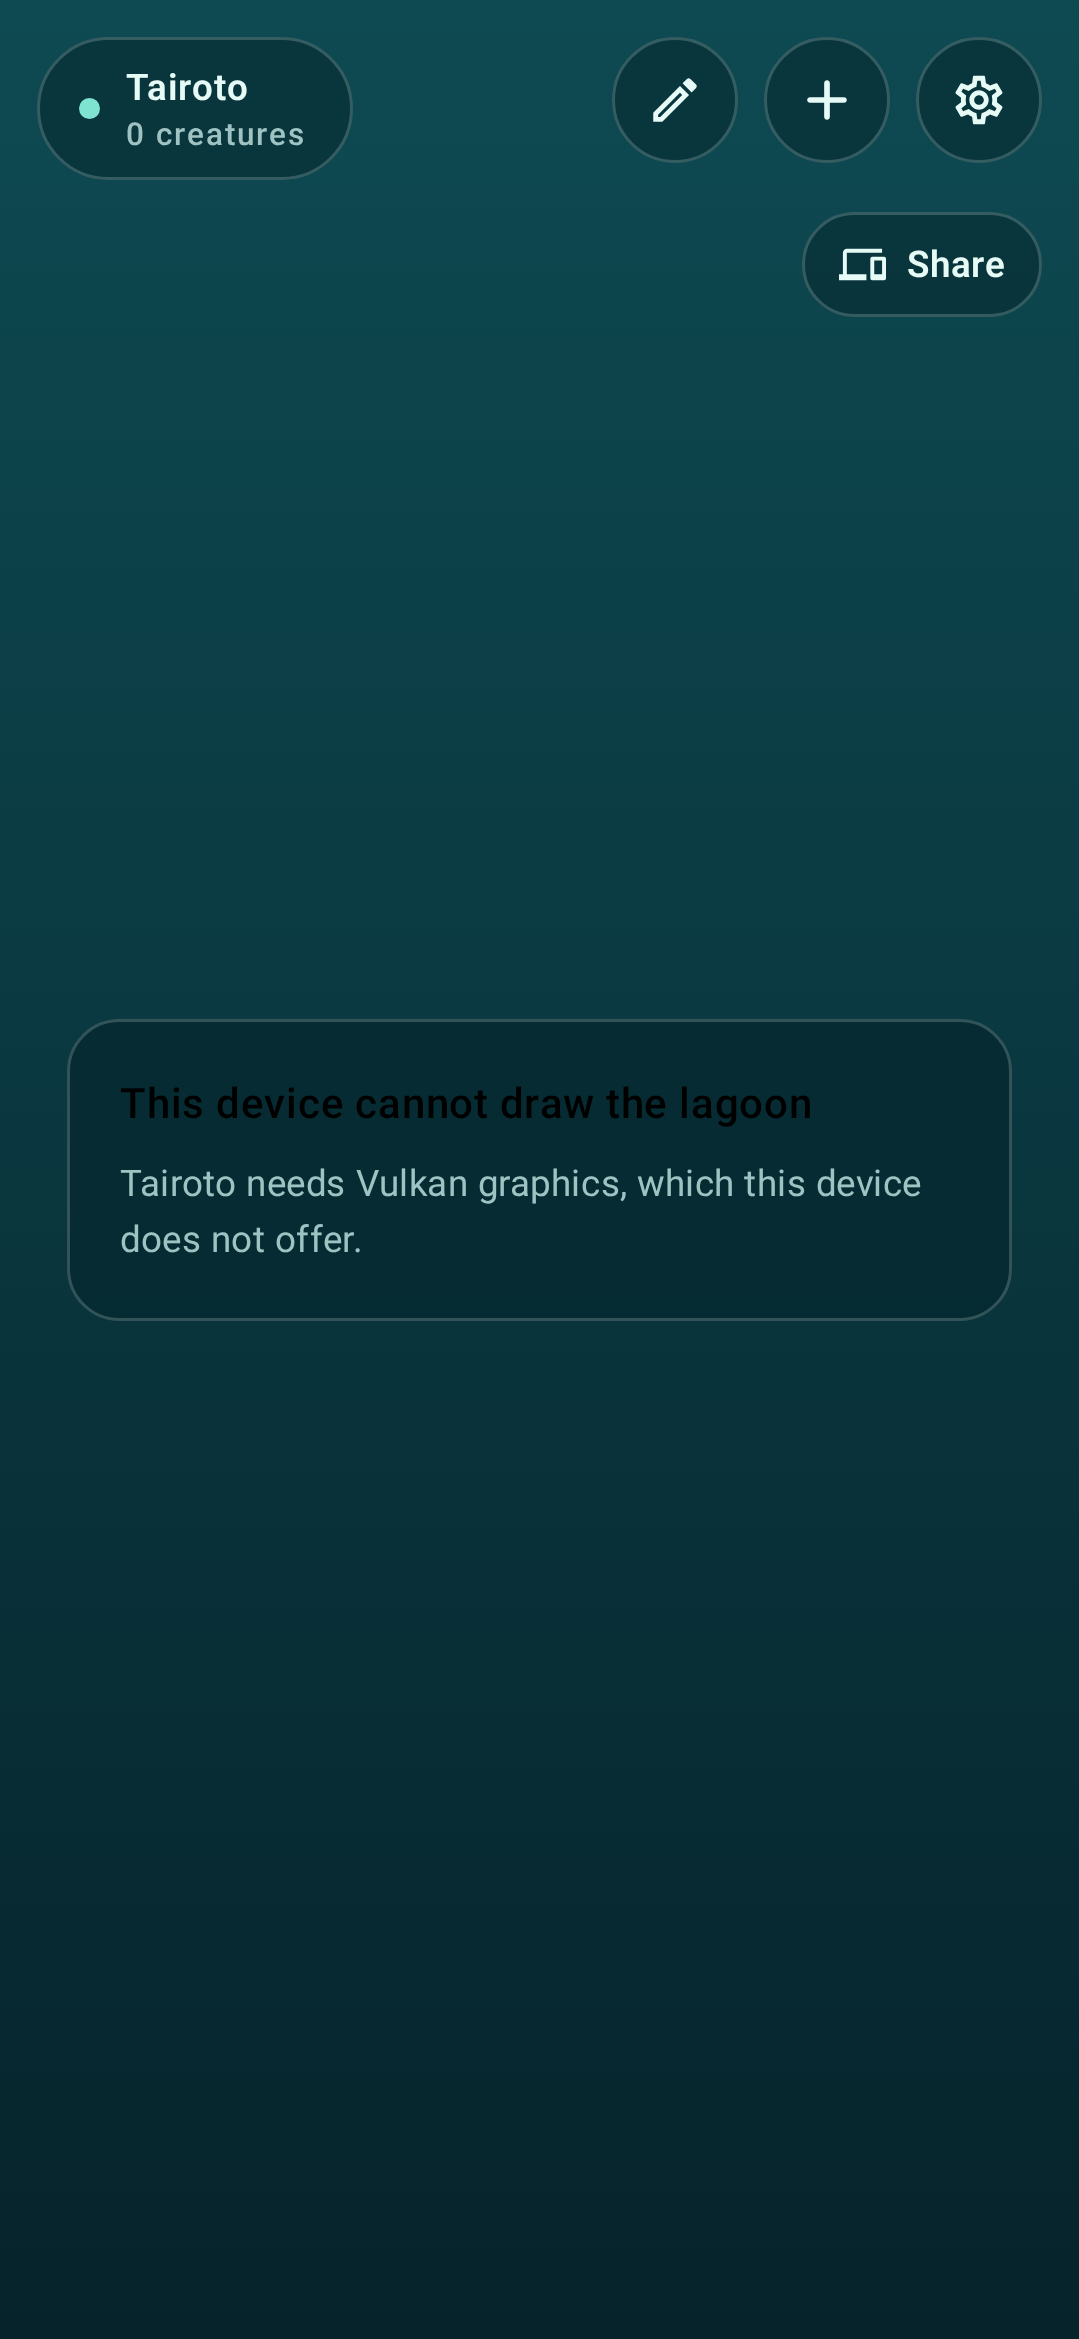 Tairoto
0 creatures
Share
This device cannot draw the lagoon
Tairoto needs Vulkan graphics, which this device
does not offer.